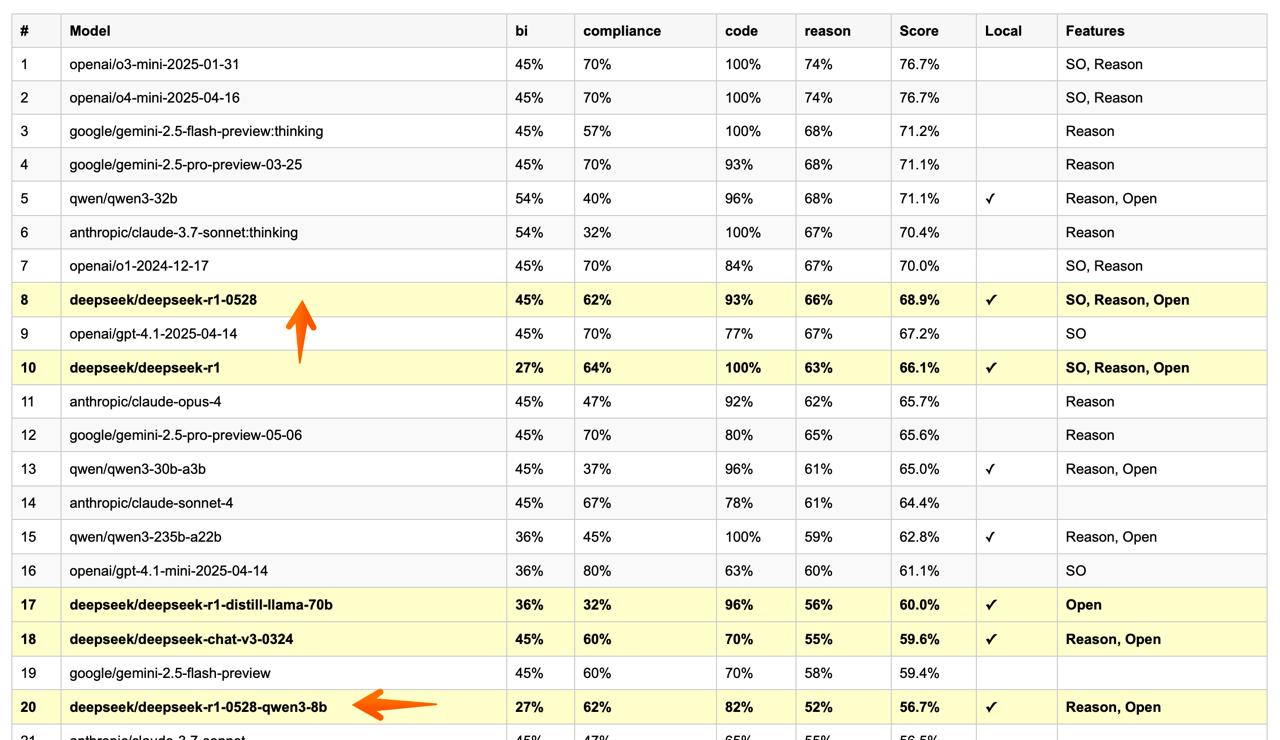 # Model bi compliance code reason Score Local Features
1 openai/o3-mini-2025-01-31 45% 70% 100% 74% 76.7% SO, Reason
2 openai/o4-mini-2025-04-16 45% 70% 100% 74% 76.7% SO, Reason
3 google/gemini-2.5-flash-preview:thinking 45% 57% 100% 68% 71.2% Reason
4 google/gemini-2.5-pro-preview-03-25 45% 70% 93% 68% 71.1% Reason
5 qwen/qwen3-32b 54% 40% 96% 68% 71.1% ✓ Reason, Open
6 anthropic/claude-3.7-sonnet:thinking 54% 32% 100% 67% 70.4% Reason
7 openai/o1-2024-12-17 45% 70% 84% 67% 70.0% SO, Reason
8 deepseek/deepseek-r1-0528 45% 62% 93% 66% 68.9% ✓ SO, Reason, Open
9 openai/gpt-4.1-2025-04-14 45% 70% 77% 67% 67.2% SO
10 deepseek/deepseek-r1 27% 64% 100% 63% 66.1% ✓ SO, Reason, Open
11 anthropic/claude-opus-4 45% 47% 92% 62% 65.7% Reason
12 google/gemini-2.5-pro-preview-05-06 45% 70% 80% 65% 65.6% Reason
13 qwen/qwen3-30b-a3b 45% 37% 96% 61% 65.0% ✓ Reason, Open
14 anthropic/claude-sonnet-4 45% 67% 78% 61% 64.4%
15 qwen/qwen3-235b-a22b 36% 45% 100% 59% 62.8% ✓ Reason, Open
16 openai/gpt-4.1-mini-2025-04-14 36% 80% 63% 60% 61.1% SO
17 deepseek/deepseek-r1-distill-llama-70b 36% 32% 96% 56% 60.0% ✓ Open
18 deepseek/deepseek-chat-v3-0324 45% 60% 70% 55% 59.6% ✓ Reason, Open
19 google/gemini-2.5-flash-preview 45% 60% 70% 58% 59.4%
20 deepseek/deepseek-r1-0528-qwen3-8b 27% 62% 82% 52% 56.7% ✓ Reason, Open
21 anthropic/claude-3.7-sonnet 45% 47% 65% 55% 56.5%